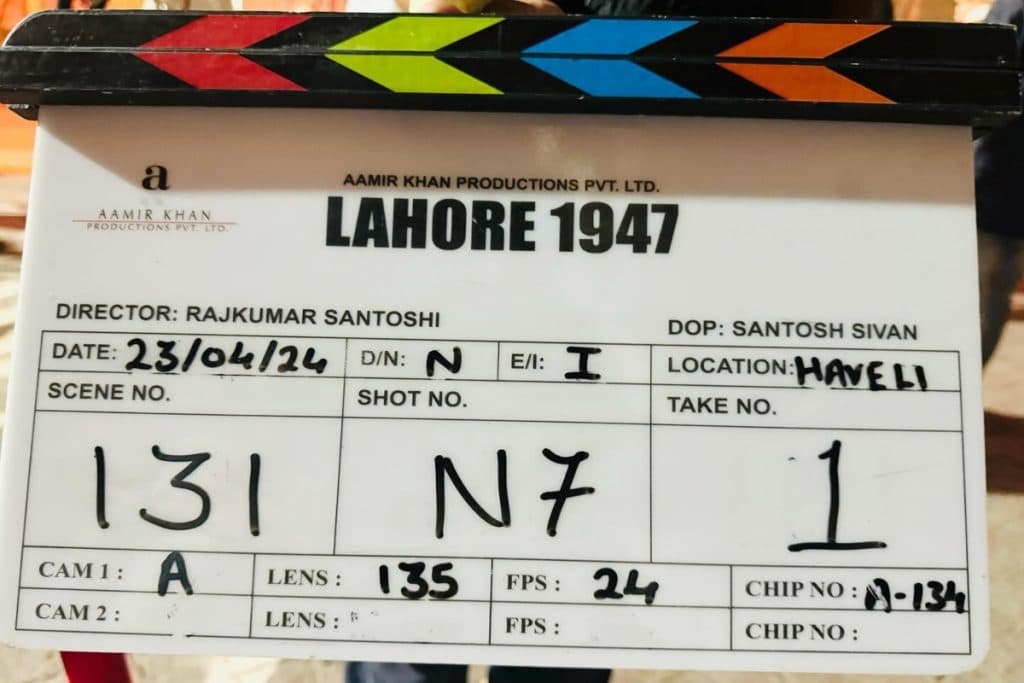 a
AAMIR KHAN
PRODUCTIONS PVT. LTD.
AAMIR KHAN PRODUCTIONS PVT. LTD.
LAHORE 1947
DIRECTOR: RAJKUMAR SANTOSHI
DOP: SANTOSH SIVAN
DATE: 23/04/24 D/N: N E/I: I LOCATION: HAVELI
SCENE NO. SHOT NO. TAKE NO.
131 N7 1
CAM 1 : A LENS : 135 FPS : 24 CHIP NO : A-134
CAM 2 : LENS : FPS : CHIP NO :